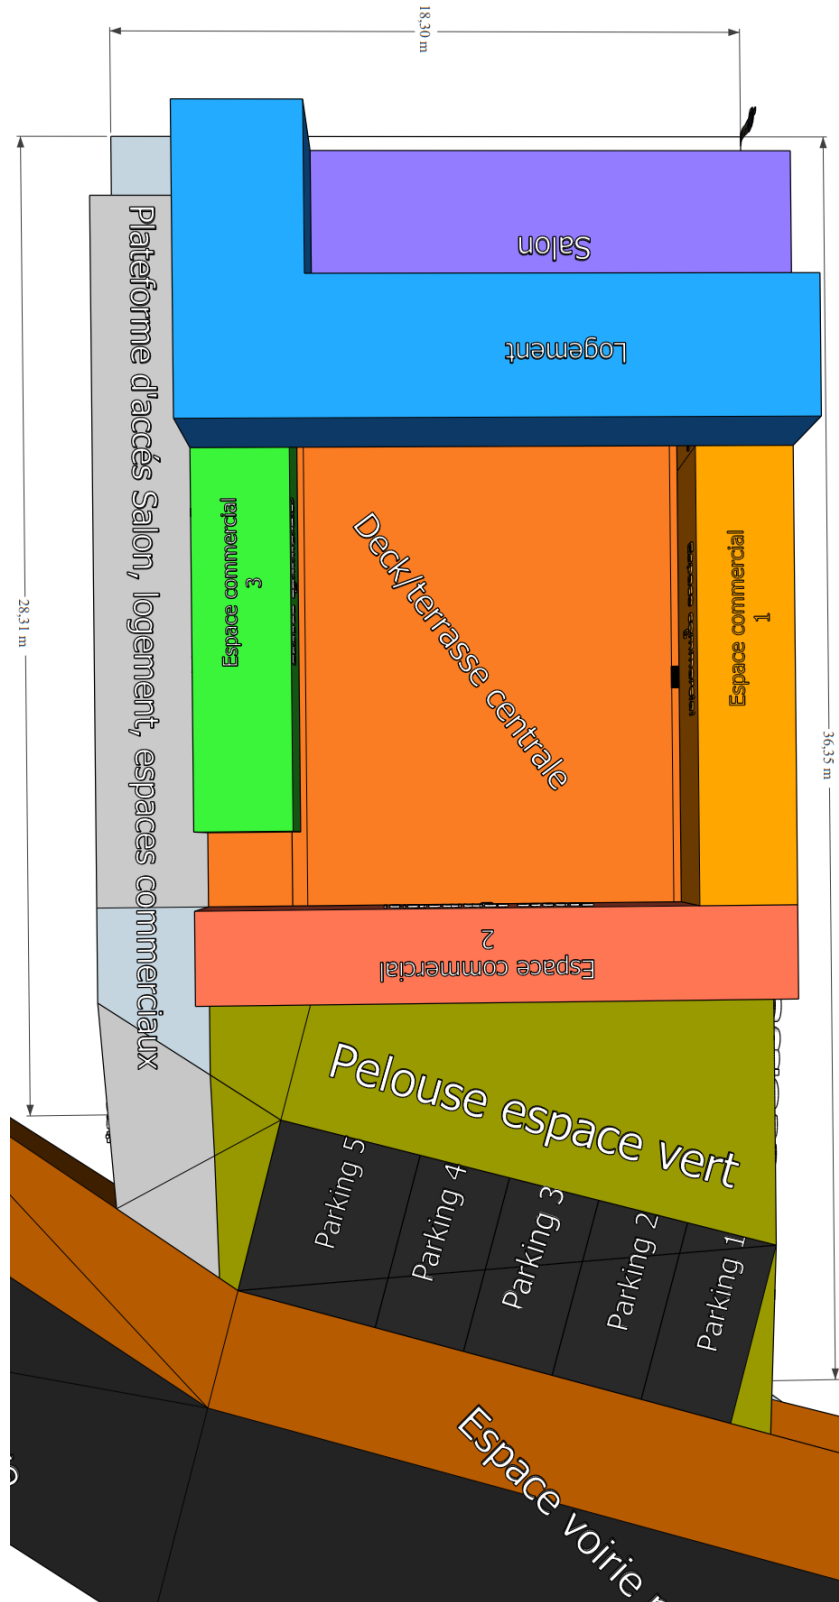 18,30 m
Salon
Logement
Plateforme d'accés Salon, logement, espaces commerciaux
Espace commercial
3
Deck/terrasse centrale
Espace commercial
1
28,31 m
36,35 m
Espace commercial
2
Pelouse espace vert
Parking 5
Parking 4
Parking 3
Parking 2
Parking 1
Espace voirie